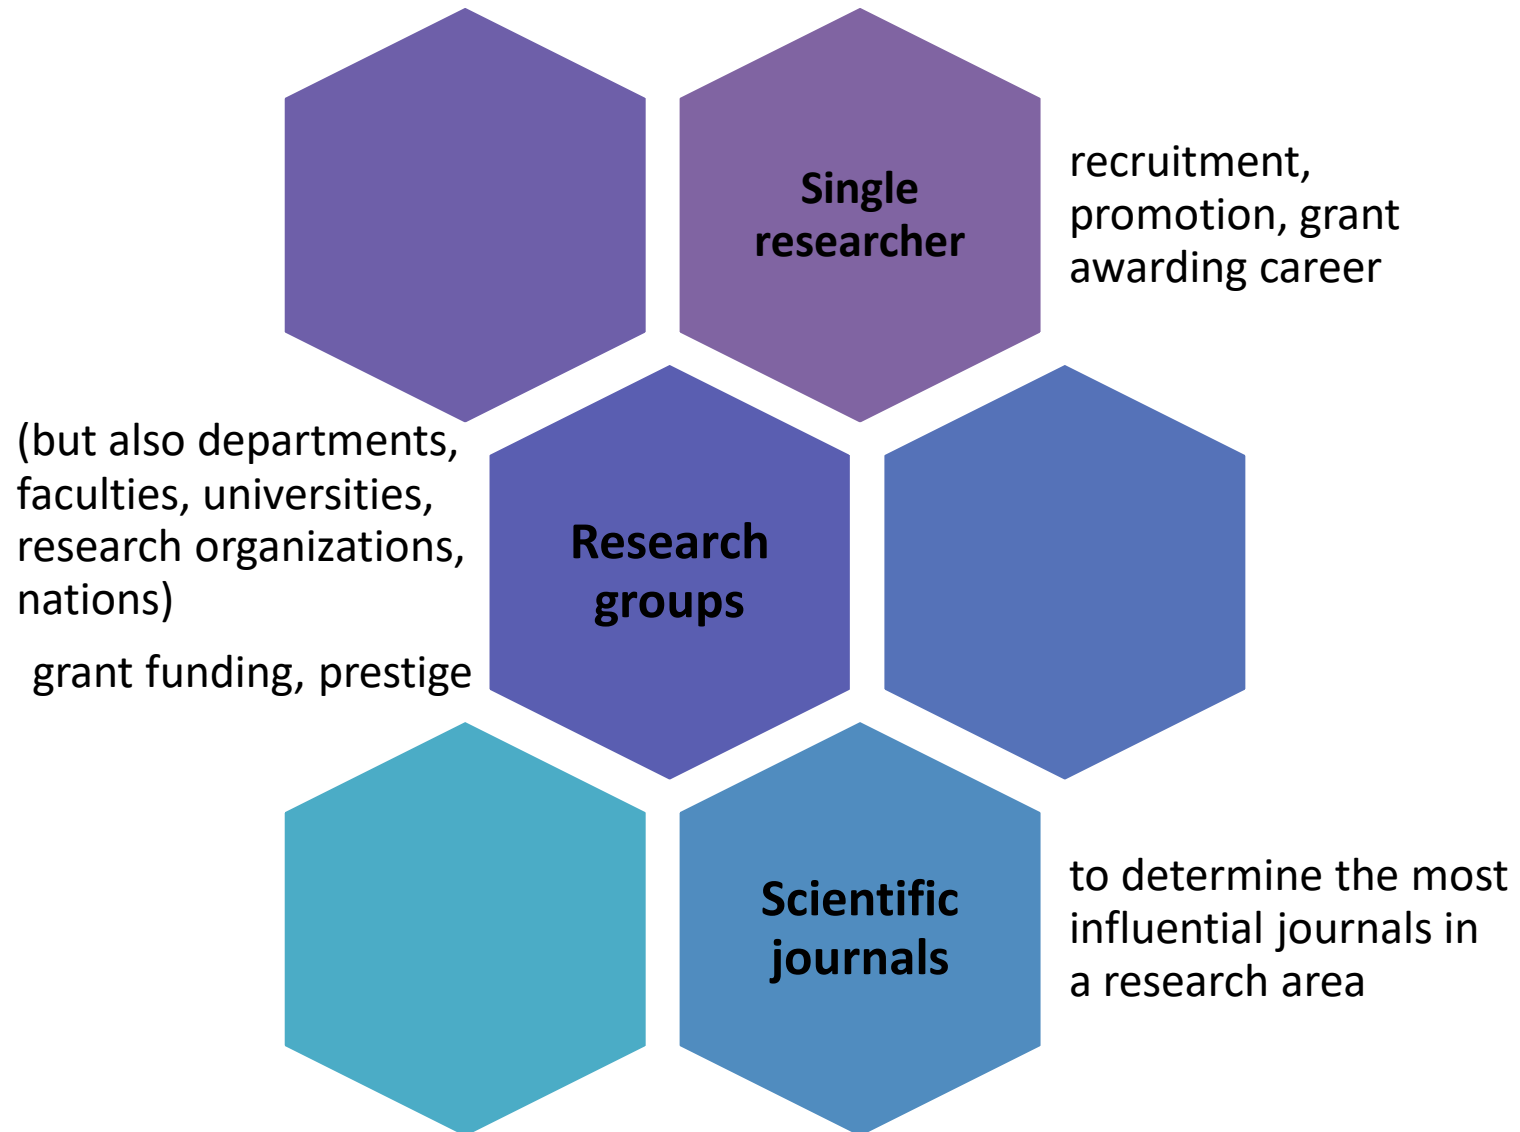 Single
researcher
recruitment,
promotion, grant
awarding career
(but also departments,
faculties, universities,
research organizations,
nations)
grant funding, prestige
Research
groups
Scientific
journals
to determine the most
influential journals in
a research area